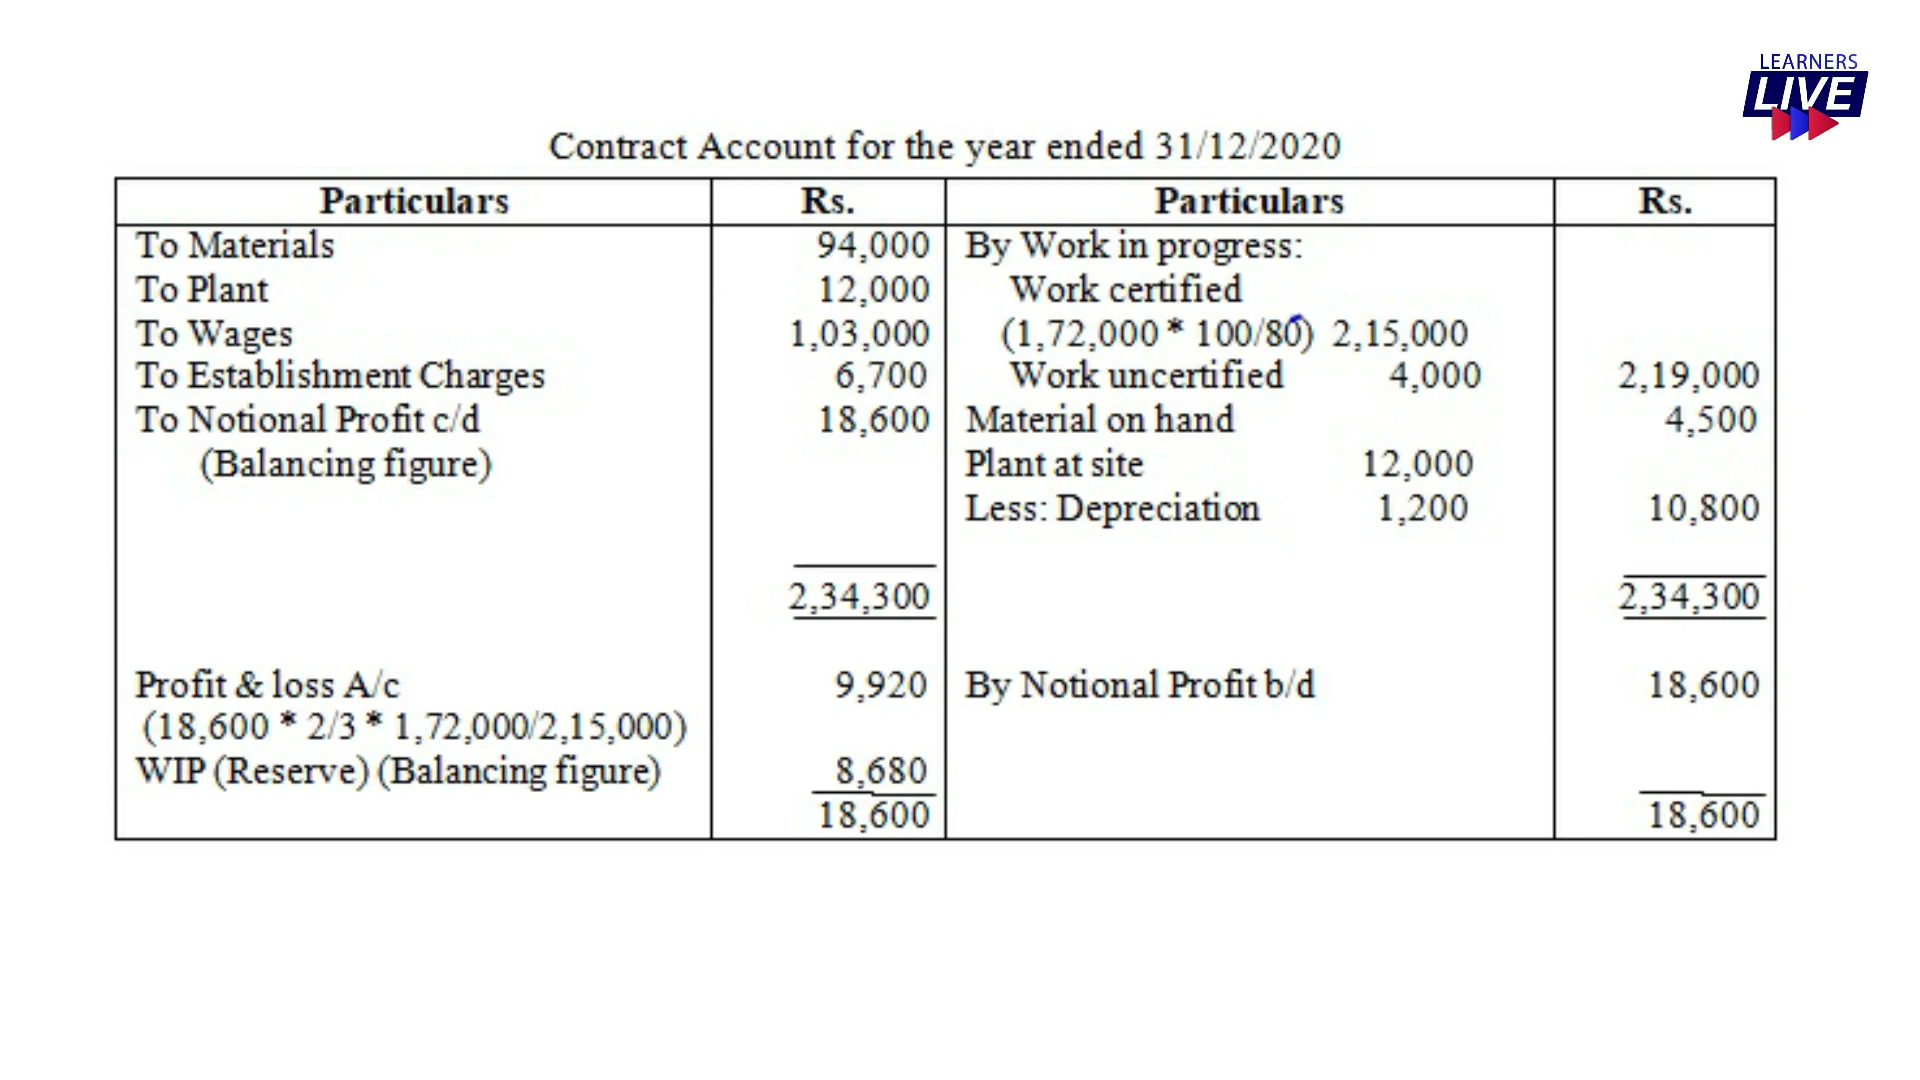 LEARNERS
LIVE
Contract Account for the year ended 31/12/2020
Particulars Rs. Particulars Rs.
To Materials 94,000 By Work in progress:
To Plant 12,000 Work certified
To Wages 1,03,000 (1,72,000 * 100/80) 2,15,000
To Establishment Charges 6,700 Work uncertified 4,000 2,19,000
To Notional Profit c/d 18,600 Material on hand 4,500
(Balancing figure) Plant at site 12,000
Less: Depreciation 1,200 10,800
2,34,300 2,34,300
Profit & loss A/c 9,920 By Notional Profit b/d 18,600
(18,600 * 2/3 * 1,72,000/2,15,000)
WIP (Reserve) (Balancing figure) 8,680
18,600 18,600